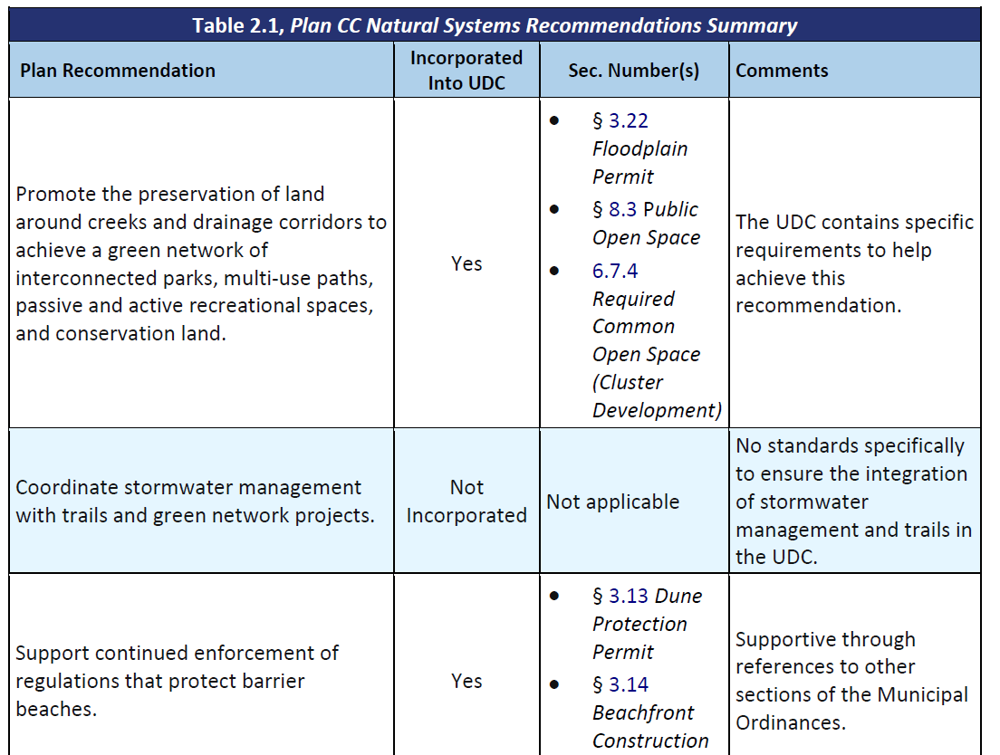 Table 2.1, Plan CC Natural Systems Recommendations Summary
Plan Recommendation
Incorporated
Into UDC
Sec. Number(s)
Comments
Promote the preservation of land
around creeks and drainage corridors to
achieve a green network of
interconnected parks, multi-use paths,
passive and active recreational spaces,
and conservation land.
Yes
● § 3.22
Floodplain
Permit
● § 8.3 Public
Open Space
● 6.7.4
Required
Common
Open Space
(Cluster
Development)
The UDC contains specific
requirements to help
achieve this
recommendation.
Coordinate stormwater management
with trails and green network projects.
Not
Incorporated
Not applicable
No standards specifically
to ensure the integration
of stormwater
management and trails in
the UDC.
Support continued enforcement of
regulations that protect barrier
beaches.
Yes
● § 3.13 Dune
Protection
Permit
● § 3.14
Beachfront
Construction
Supportive through
references to other
sections of the Municipal
Ordinances.